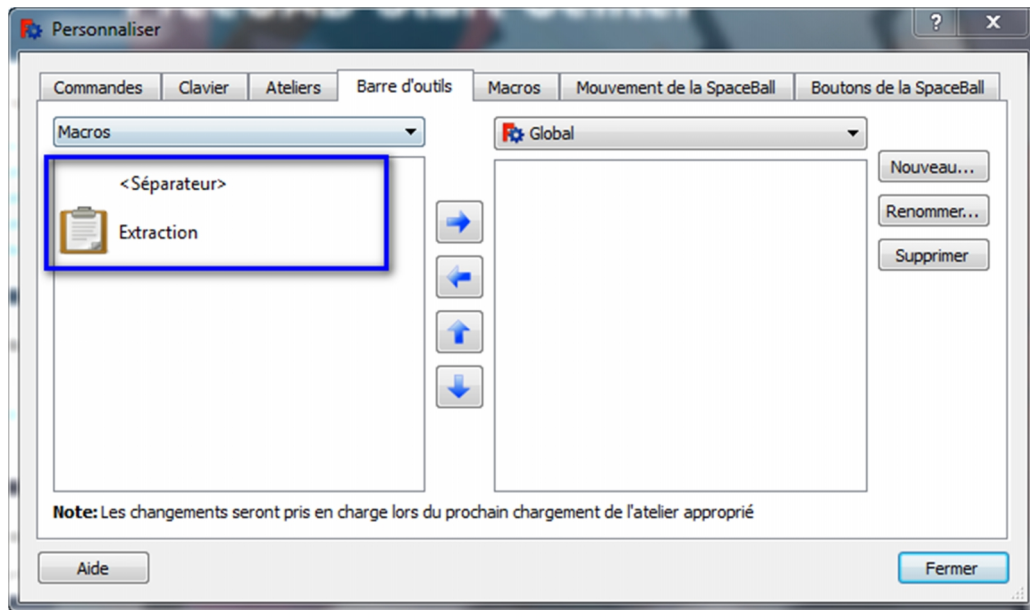 Personnaliser
?
X
Commandes
Clavier
Ateliers
Barre d'outils
Macros
Mouvement de la SpaceBall
Boutons de la SpaceBall
Macros
Global
<Séparateur>
Extraction
Nouveau...
Renommer...
Supprimer
Note: Les changements seront pris en charge lors du prochain chargement de l'atelier approprié
Aide
Fermer